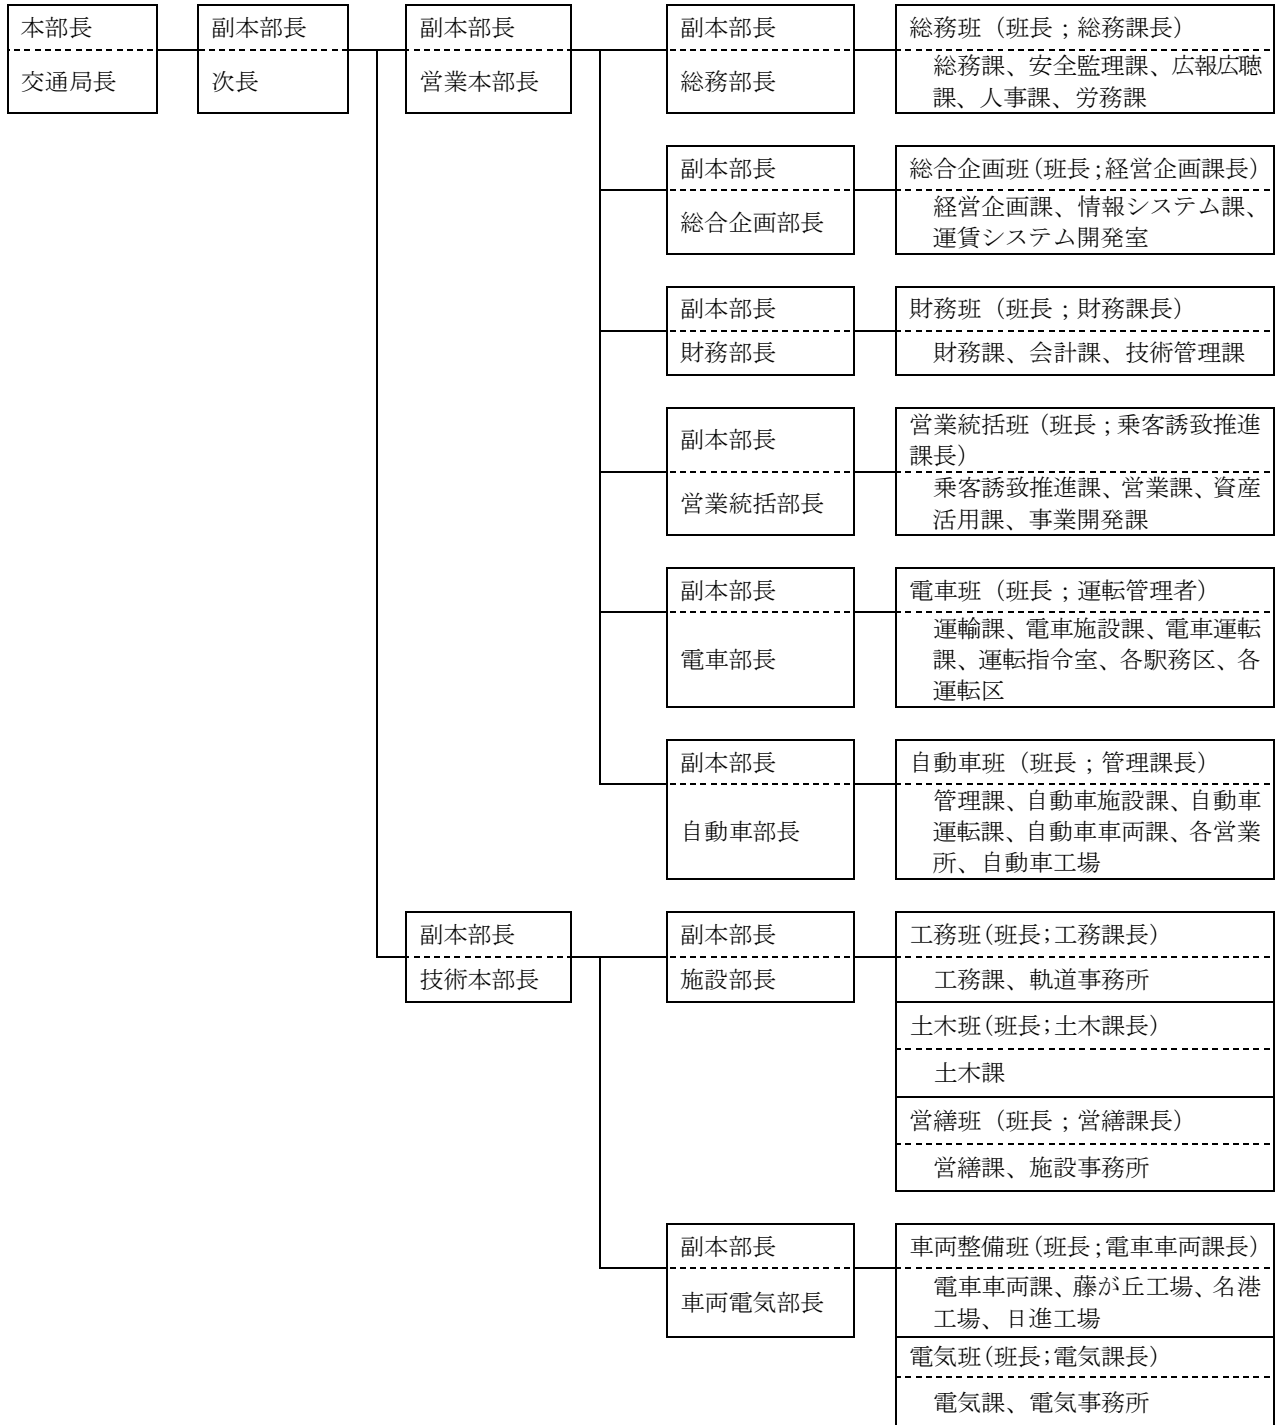 本部長
交通局長
副本部長
次長
副本部長
営業本部長
副本部長
総務部長
総務班（班長；総務課長）
総務課、安全監理課、広報広聴
課、人事課、労務課
副本部長
総合企画部長
総合企画班（班長；経営企画課長）
経営企画課、情報システム課、
運賃システム開発室
副本部長
財務部長
財務班（班長；財務課長）
財務課、会計課、技術管理課
副本部長
営業統括部長
営業統括班（班長；乗客誘致推進
課長）
乗客誘致推進課、営業課、資産
活用課、事業開発課
副本部長
電車部長
電車班（班長；運転管理者）
運輸課、電車施設課、電車運転
課、運転指令室、各駅務区、各
運転区
副本部長
自動車部長
自動車班（班長；管理課長）
管理課、自動車施設課、自動車
運転課、自動車車両課、各営業
所、自動車工場
副本部長
技術本部長
副本部長
施設部長
工務班（班長；工務課長）
工務課、軌道事務所
土木班（班長；土木課長）
土木課
営繕班（班長；営繕課長）
営繕課、施設事務所
副本部長
車両電気部長
車両整備班（班長；電車車両課長）
電車車両課、藤が丘工場、名港
工場、日進工場
電気班（班長；電気課長）
電気課、電気事務所